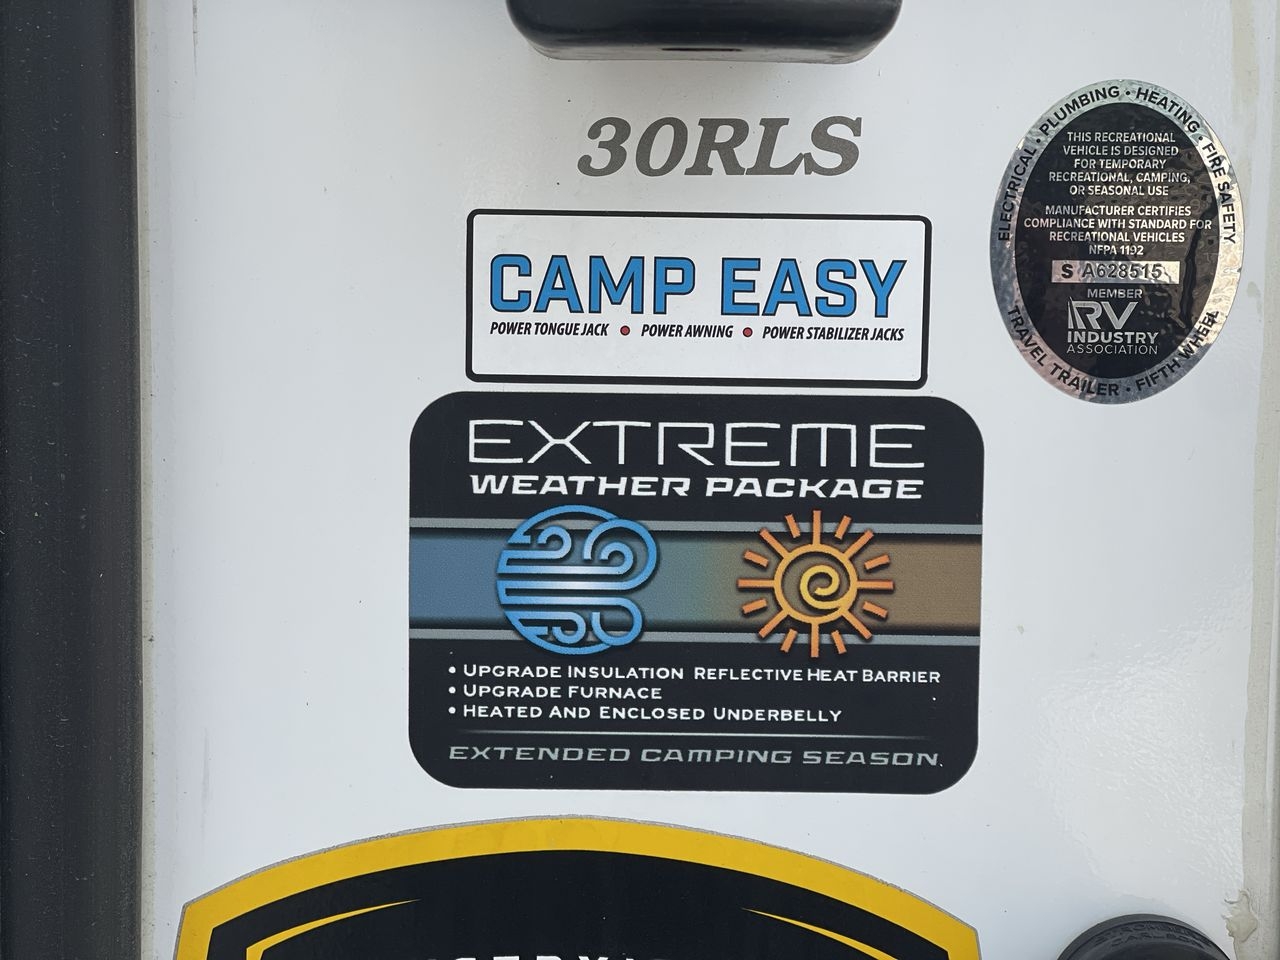 30RLS
CAMP EASY
POWER TONGUE JACK • POWER AWNING • POWER STABILIZER JACKS
ELECTRICAL • PLUMBING • HEATING • FIRE SAFETY
THIS RECREATIONAL
VEHICLE IS DESIGNED
FOR TEMPORARY
RECREATIONAL, CAMPING,
OR SEASONAL USE
MANUFACTURER CERTIFIES
COMPLIANCE WITH STANDARD FOR
RECREATIONAL VEHICLES
NFPA 1192
S A628515
MEMBER
RV
INDUSTRY
ASSOCIATION
TRAVEL TRAILER • FIFTH WHEEL
EXTREME
WEATHER PACKAGE
• UPGRADE INSULATION REFLECTIVE HEAT BARRIER
• UPGRADE FURNACE
• HEATED AND ENCLOSED UNDERBELLY
EXTENDED CAMPING SEASON